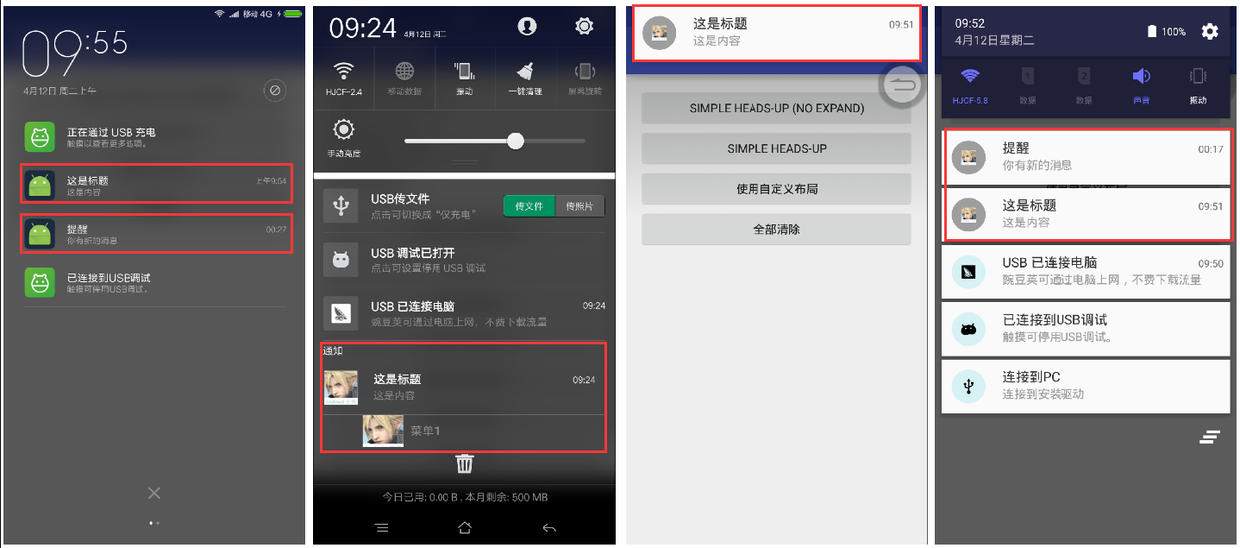 移动 4G
09:55
4月12日 周二上午
正在通过 USB 充电
触摸以查看更多选项。
这是标题
上午9:54
这是内容
提醒
00:27
你有新的消息
已连接到USB调试
触摸可停用USB调试。
09:24
4月12日 周二
HJCF-2.4
移动数据
振动
一键清理
屏幕旋转
手动亮度
USB传文件
点击可切换成“仅充电”
传文件
传照片
USB 调试已打开
点击可设置停用 USB 调试
USB 已连接电脑
09:24
豌豆荚可通过电脑上网，不费下载流量
通知
这是标题
09:24
这是内容
菜单1
今日已用: 0.00 B , 本月剩余: 500 MB
这是标题
09:51
这是内容
SIMPLE HEADS-UP (NO EXPAND)
SIMPLE HEADS-UP
使用自定义布局
全部清除
09:52
4月12日星期二
100%
1
2
HJCF-5.8
数据
数据
声音
振动
提醒
00:17
你有新的消息
这是标题
09:51
这是内容
USB 已连接电脑
09:50
豌豆荚可通过电脑上网，不费下载流量
已连接到USB调试
触摸可停用USB调试。
连接到PC
连接到安装驱动